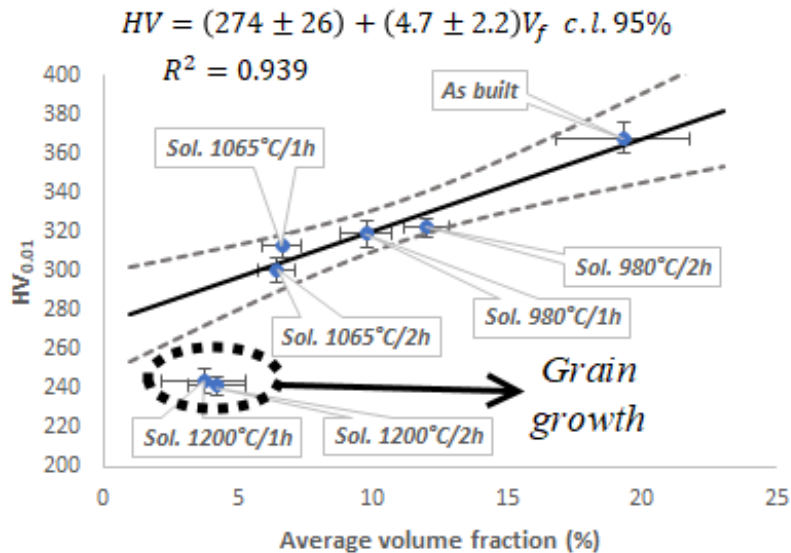 HV = (274 ± 26) + (4.7 ± 2.2)V_f c.l. 95%
R² = 0.939
400
380
360
340
320
300
280
260
240
220
200
HV0.01
As built
Sol. 1065°C/1h
Sol. 980°C/2h
Sol. 980°C/1h
Sol. 1065°C/2h
Grain
growth
Sol. 1200°C/1h
Sol. 1200°C/2h
0 5 10 15 20 25
Average volume fraction (%)